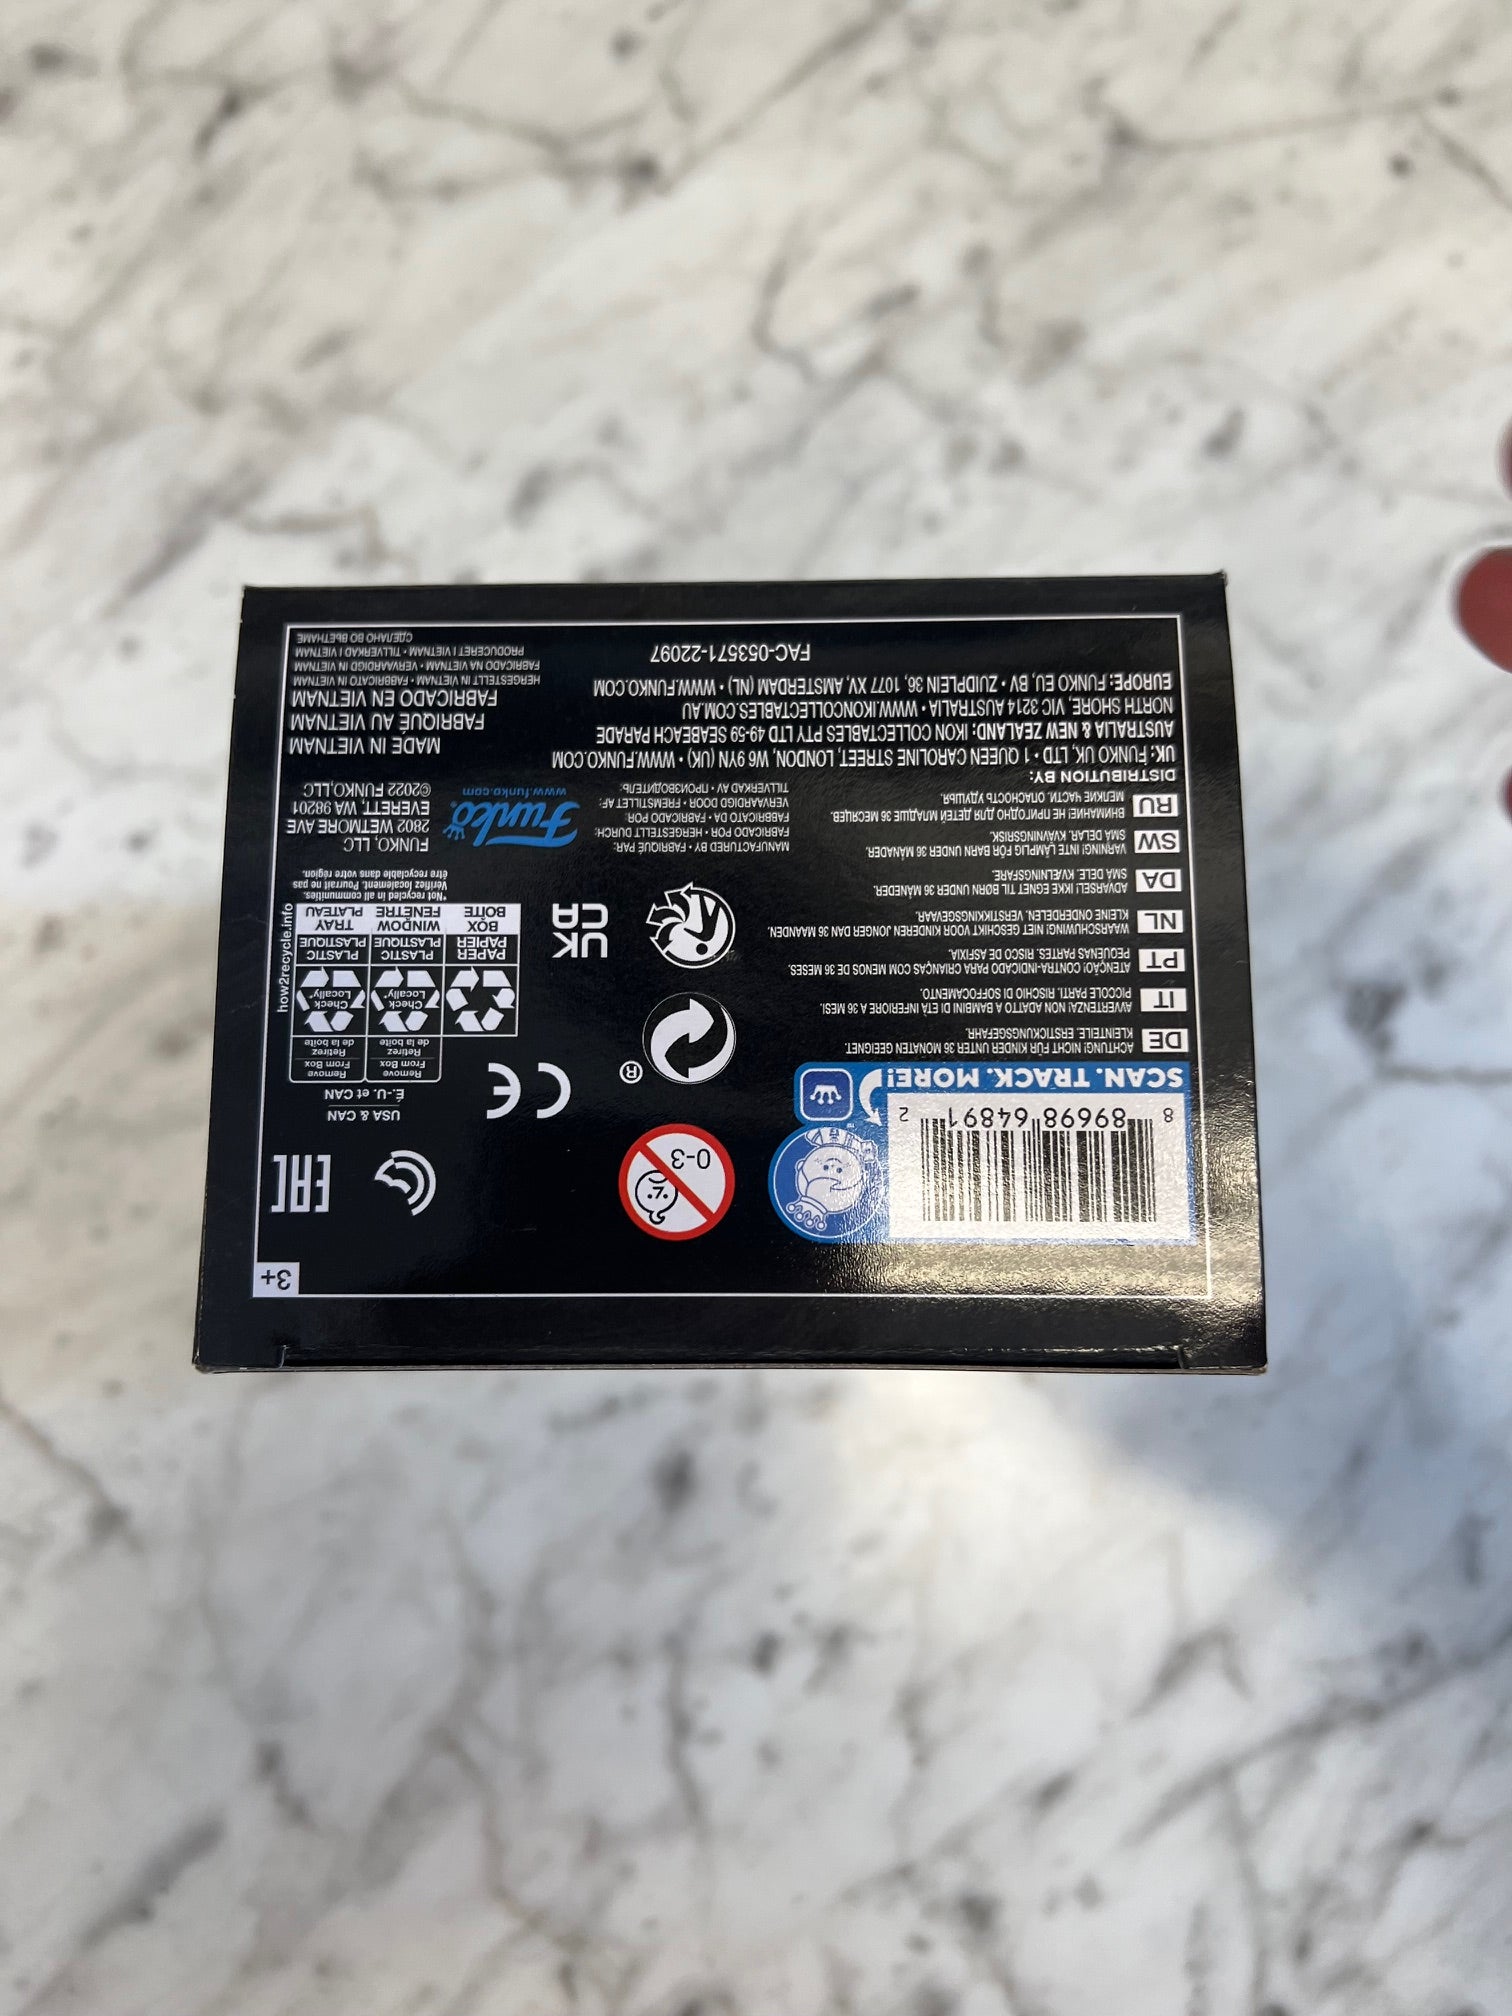 3+
8 89698 64891 2
SCAN. TRACK. MORE!
0-3
EAC
USA & CAN
E.-U. et CAN
Remove
From Box
Retirez
de la boîte
Remove
From Box
Retirez
de la boîte
Check
Locally*
Check
Locally*
PAPER
PAPIER
BOX
BOÎTE
PLASTIC
PLASTIQUE
WINDOW
FENÊTRE
PLASTIC
PLASTIQUE
TRAY
PLATEAU
how2recycle.info
*Not recycled in all communities.
Vérifiez localement. Pourrait ne pas
être recyclable dans votre région.
CE
®
UK
CA
DE ACHTUNG! NICHT FÜR KINDER UNTER 36 MONATEN GEEIGNET.
KLEINTEILE. ERSTICKUNGSGEFAHR.
IT AVVERTENZA! NON ADATTO A BAMBINI DI ETÀ INFERIORE A 36 MESI.
PICCOLE PARTI. RISCHIO DI SOFFOCAMENTO.
PT ATENÇÃO! CONTRA-INDICADO PARA CRIANÇAS COM MENOS DE 36 MESES.
PEQUENAS PARTES. RISCO DE ASFIXIA.
NL WAARSCHUWING! NIET GESCHIKT VOOR KINDEREN JONGER DAN 36 MAANDEN.
KLEINE ONDERDELEN. VERSTIKKINGSGEVAAR.
DA ADVARSEL! IKKE EGNET TIL BØRN UNDER 36 MÅNEDER.
SMÅ DELE. KVÆLNINGSFARE.
SW VARNING! INTE LÄMPLIG FÖR BARN UNDER 36 MÅNADER.
SMÅ DELAR. KVÄVNINGSRISK.
RU ВНИМАНИЕ! НЕ ПРИГОДНО ДЛЯ ДЕТЕЙ МЛАДШЕ 36 МЕСЯЦЕВ.
МЕЛКИЕ ЧАСТИ. ОПАСНОСТЬ УДУШЬЯ.
MANUFACTURED BY • FABRIQUÉ PAR:
FABRICADO POR • HERGESTELLT DURCH:
FABBRICATO DA • FABRICADO POR:
VERVAARDIGD DOOR • FREMSTILLET AF:
TILLVERKAD AV • ПРОИЗВОДИТЕЛЬ:
Funko®
www.funko.com
FUNKO, LLC
2802 WETMORE AVE
EVERETT, WA 98201
©2022 FUNKO,LLC
DISTRIBUTION BY:
UK: FUNKO UK, LTD • 1 QUEEN CAROLINE STREET, LONDON, W6 9YN (UK) • WWW.FUNKO.COM
AUSTRALIA & NEW ZEALAND: IKON COLLECTABLES PTY LTD 49-59 SEABEACH PARADE
NORTH SHORE, VIC 3214 AUSTRALIA • WWW.IKONCOLLECTABLES.COM.AU
EUROPE: FUNKO EU, BV • ZUIDPLEIN 36, 1077 XV, AMSTERDAM (NL) • WWW.FUNKO.COM
FAC-053571-22097
MADE IN VIETNAM
FABRIQUÉ AU VIETNAM
FABRICADO EN VIETNAM
HERGESTELLT IN VIETNAM • FABBRICATO IN VIETNAM
FABRICADO NA VIETNAM • VERVAARDIGD IN VIETNAM
PRODUCERET I VIETNAM • TILLVERKAD I VIETNAM
СДЕЛАНО ВО ВЬЕТНАМЕ